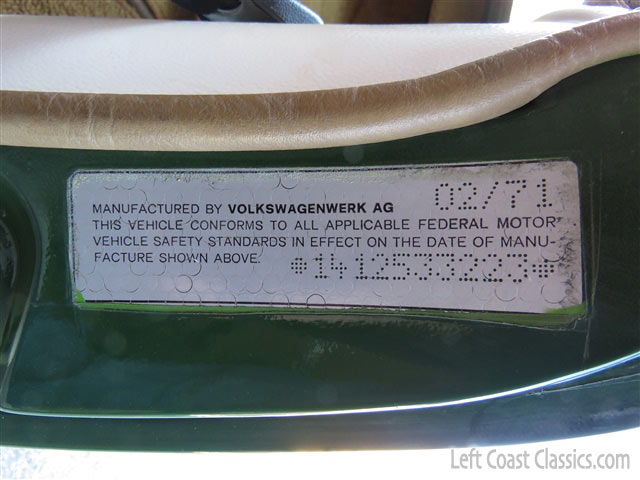 02/71
MANUFACTURED BY VOLKSWAGENWERK AG
THIS VEHICLE CONFORMS TO ALL APPLICABLE FEDERAL MOTOR
VEHICLE SAFETY STANDARDS IN EFFECT ON THE DATE OF MANU-
FACTURE SHOWN ABOVE.
*1412533223*
Left Coast Classics.com